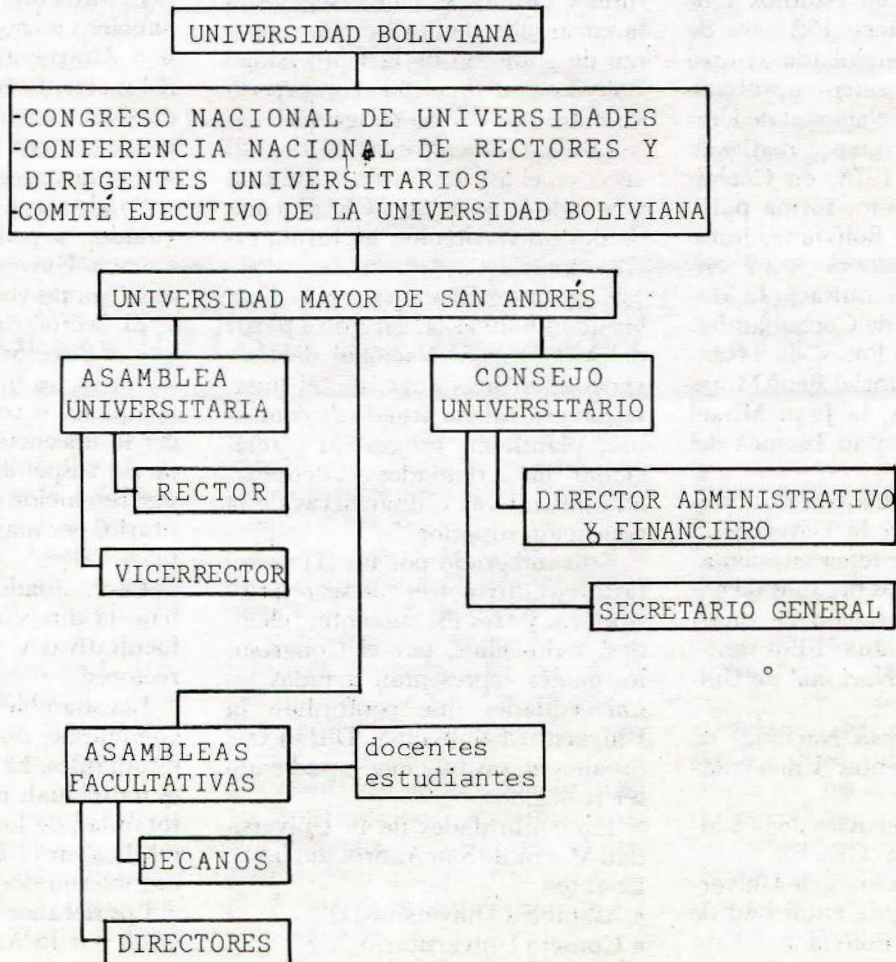 UNIVERSIDAD BOLIVIANA
-CONGRESO NACIONAL DE UNIVERSIDADES
-CONFERENCIA NACIONAL DE RECTORES Y
DIRIGENTES UNIVERSITARIOS
-COMITÉ EJECUTIVO DE LA UNIVERSIDAD BOLIVIANA
UNIVERSIDAD MAYOR DE SAN ANDRÉS
ASAMBLEA
UNIVERSITARIA
CONSEJO
UNIVERSITARIO
RECTOR
VICERRECTOR
DIRECTOR ADMINISTRATIVO
Y FINANCIERO
SECRETARIO GENERAL
ASAMBLEAS
FACULTATIVAS
docentes
estudiantes
DECANOS
DIRECTORES